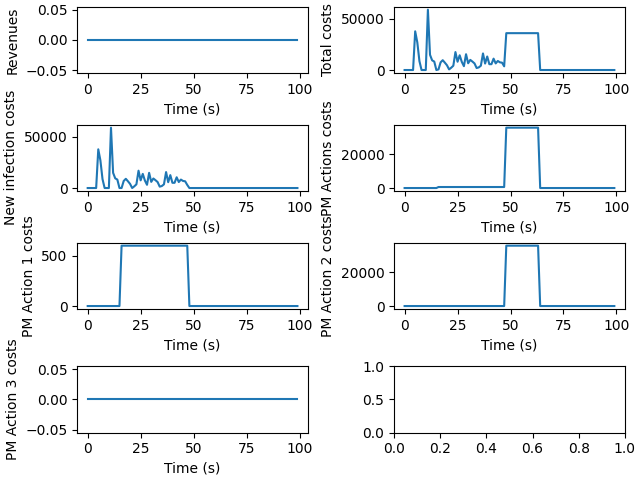 Revenues
0.05
0.00
−0.05
0 25 50 75 100
Time (s)
Total costs
50000
0
0 25 50 75 100
Time (s)
New infection costs
50000
0
0 25 50 75 100
Time (s)
PM Actions costs
20000
0
0 25 50 75 100
Time (s)
PM Action 1 costs
500
0
0 25 50 75 100
Time (s)
PM Action 2 costs
20000
0
0 25 50 75 100
Time (s)
PM Action 3 costs
0.05
0.00
−0.05
0 25 50 75 100
Time (s)
1.0
0.5
0.0
0.0 0.2 0.4 0.6 0.8 1.0